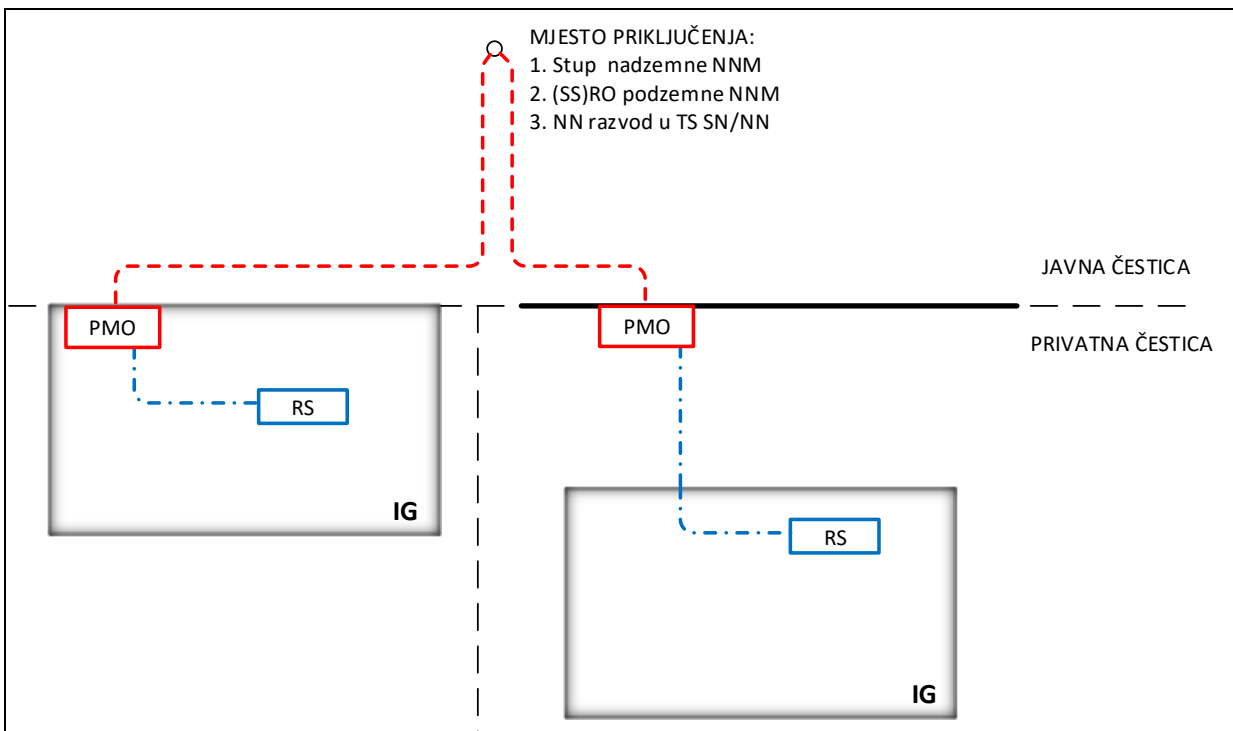 MJESTO PRIKLJUČENJA:
1. Stup nadzemne NNM
2. (SS)RO podzemne NNM
3. NN razvod u TS SN/NN
JAVNA ČESTICA
PMO
PMO
PRIVATNA ČESTICA
RS
IG
RS
IG